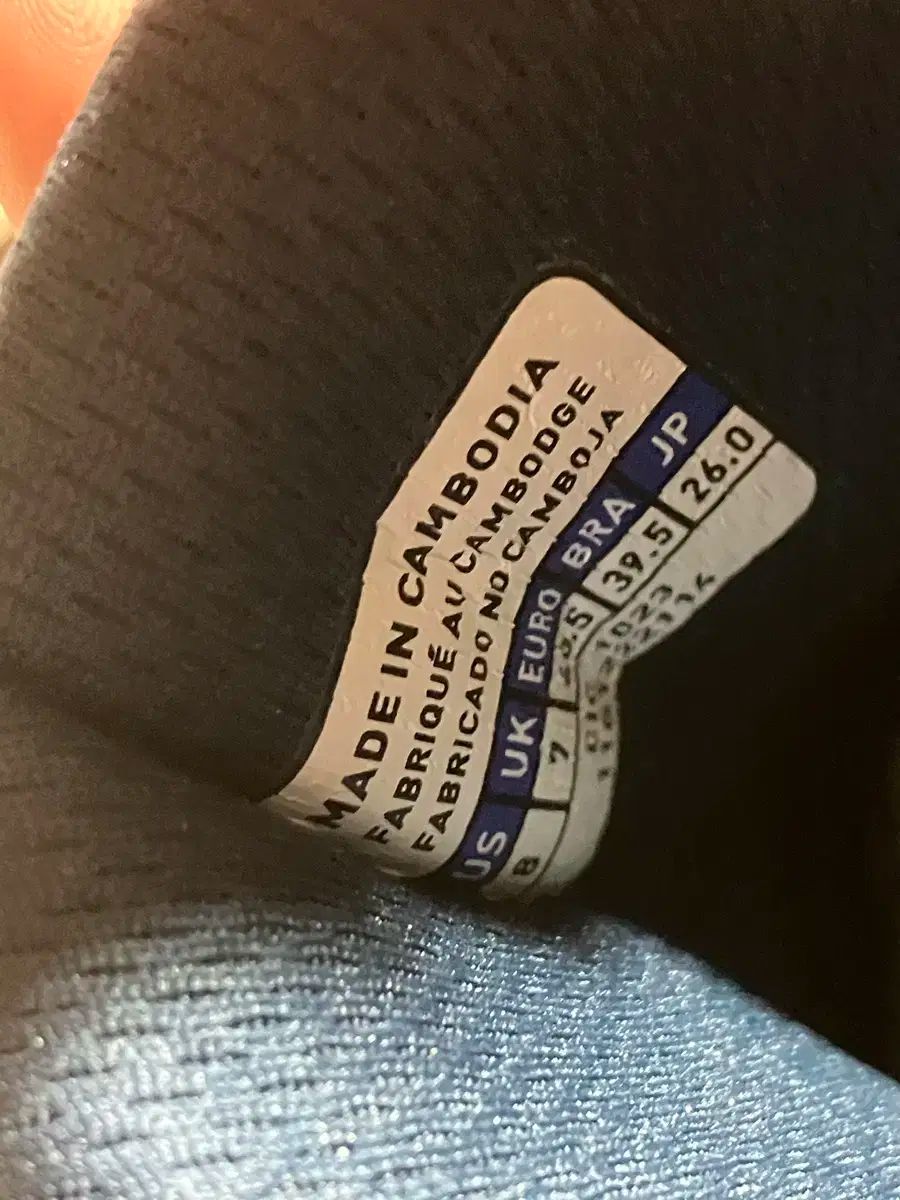 MADE IN CAMBODIA
FABRIQUÉ AU CAMBODGE
FABRICADO NO CAMBOJA
US UK EURO BRA JP
8 7 39.5 26.0
1023